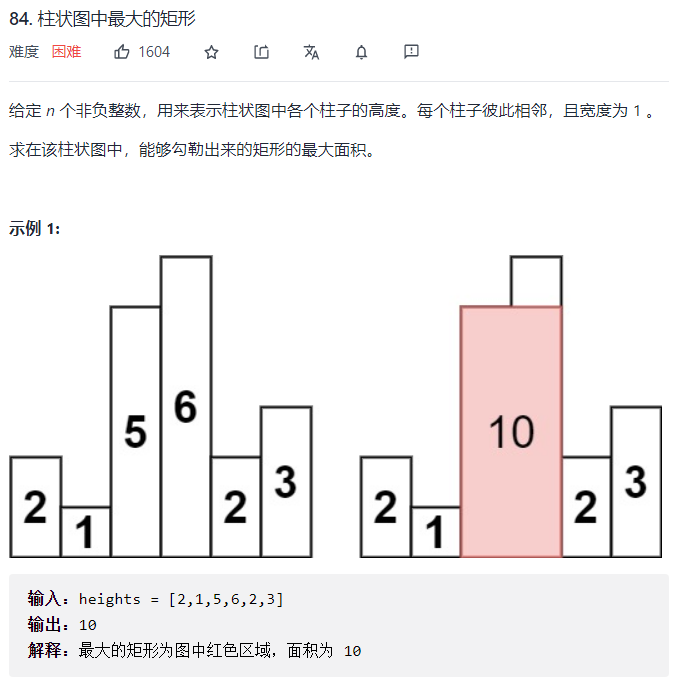 84. 柱状图中最大的矩形
难度 困难 1604
给定 n 个非负整数，用来表示柱状图中各个柱子的高度。每个柱子彼此相邻，且宽度为 1 。
求在该柱状图中，能够勾勒出来的矩形的最大面积。
示例 1:
2 1 5 6 2 3
2 1 10 2 3
输入：heights = [2,1,5,6,2,3]
输出：10
解释：最大的矩形为图中红色区域，面积为 10